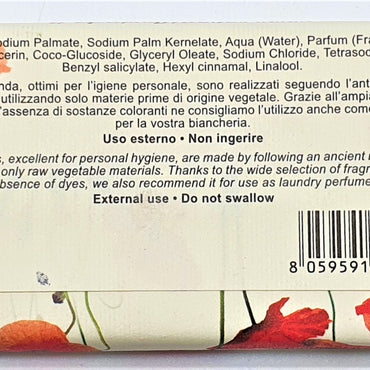 odium Palmate, Sodium Palm Kernelate, Aqua (Water), Parfum (Fra
cerin, Coco-Glucoside, Glyceryl Oleate, Sodium Chloride, Tetrasod
Benzyl salicylate, Hexyl cinnamal, Linalool.
nda, ottimi per l'igiene personale, sono realizzati seguendo l'ant
utilizzando solo materie prime di origine vegetale. Grazie all'ampia
l'assenza di sostanze coloranti ne consigliamo l'utilizzo anche come
per la vostra biancheria.
Uso esterno • Non ingerire
s, excellent for personal hygiene, are made by following an ancient
only raw vegetable materials. Thanks to the wide selection of fragr
absence of dyes, we also recommend it for use as laundry perfume
External use • Do not swallow
8 059591